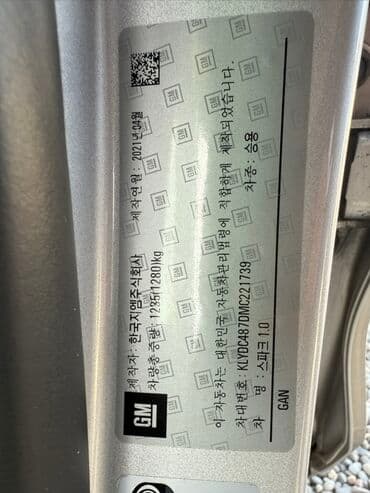 GM
제작자 : 한국지엠주식회사 제작연월 : 2021년 04월
차량총중량 : 1235(1280)kg
이 자동차는 대한민국 자동차관리법령에 적합하게 제작되었습니다.
차대번호 : KLYDC487DMC221739 차종 : 승용
차 명 : 스파크 1.0
GAN